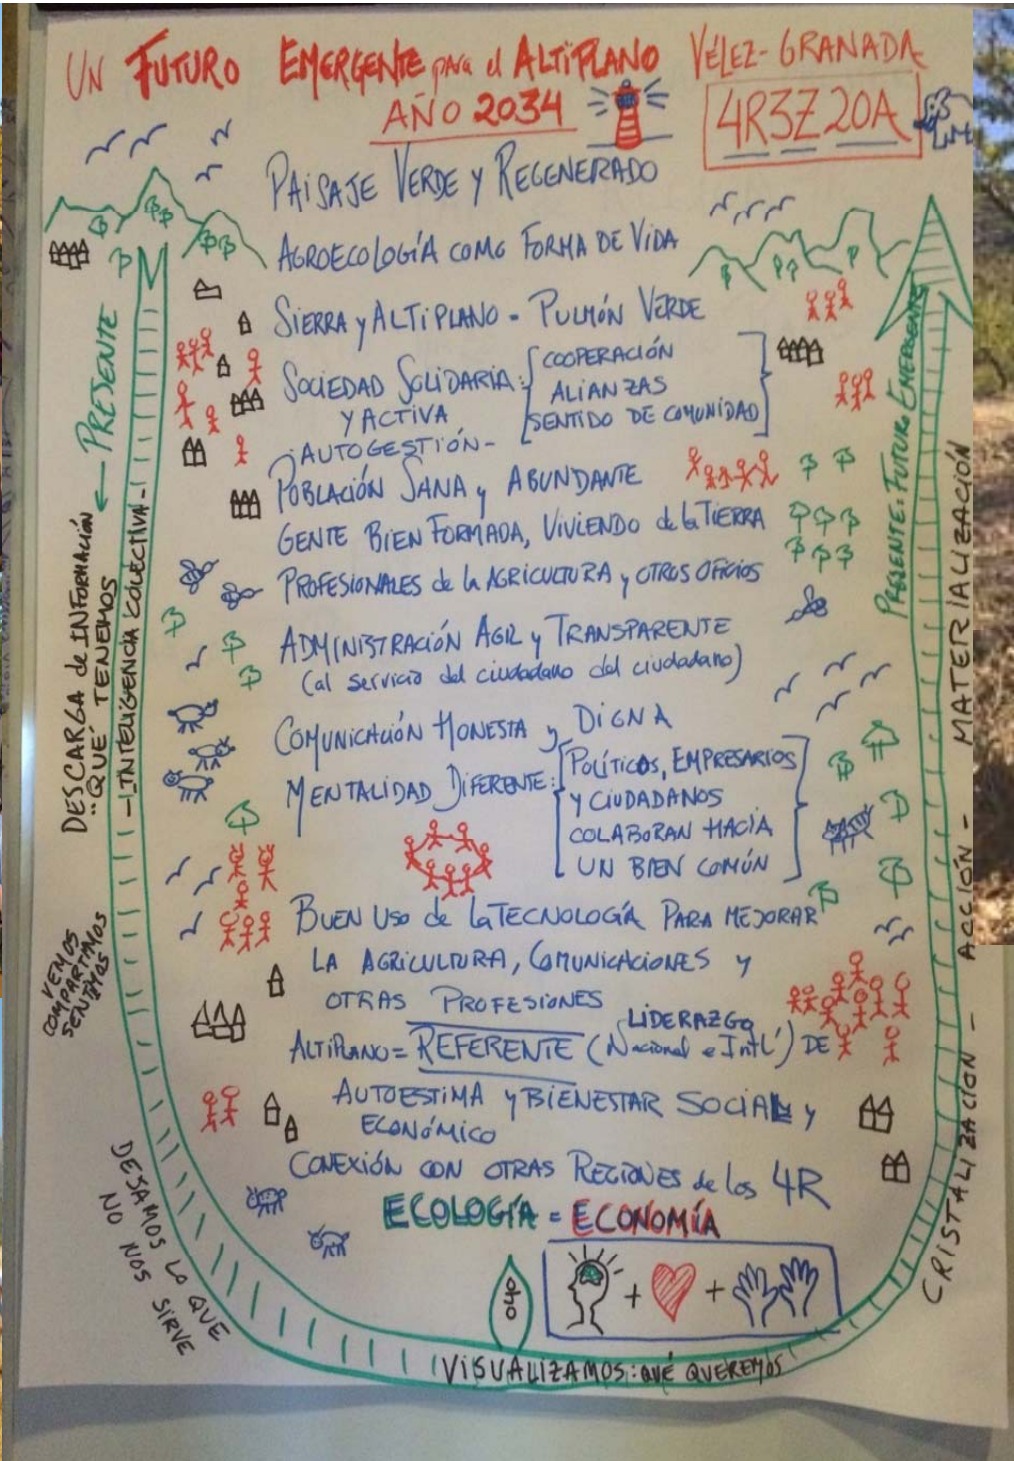 UN FUTURO EMERGENTE para el ALTIPLANO VÉLEZ-GRANADA
AÑO 2034
4R3Z20A
PAISAJE VERDE Y REGENERADO
AGROECOLOGÍA COMO FORMA DE VIDA
SIERRA y ALTIPLANO - PULMÓN VERDE
SOCIEDAD SOLIDARIA:
Y ACTIVA
COOPERACIÓN
ALIANZAS
SENTIDO DE COMUNIDAD
- AUTOGESTIÓN -
POBLACIÓN SANA y ABUNDANTE
GENTE BIEN FORMADA, VIVIENDO de la TIERRA
PROFESIONALES de la AGRICULTURA y OTROS OFICIOS
ADMINISTRACIÓN AGIL y TRANSPARENTE
(al servicio del ciudadano del ciudadano)
COMUNICACIÓN HONESTA y DIGNA
MENTALIDAD DIFERENTE:
POLÍTICOS, EMPRESARIOS
Y CIUDADANOS
COLABORAN HACIA
UN BIEN COMÚN
BUEN USO de la TECNOLOGÍA PARA MEJORAR
LA AGRICULTURA, COMUNICACIONES y
OTRAS PROFESIONES
LIDERAZGO
ALTIPLANO = REFERENTE (Nacional e Intl') DE
AUTOESTIMA y BIENESTAR SOCIAL y
ECONÓMICO
CONEXIÓN CON OTRAS REGIONES de los 4R
ECOLOGÍA = ECONOMÍA
+ +
PRESENTE
DESCARGA de INFORMACIÓN
"QUÉ TENEMOS
- INTELIGENCIA COLECTIVA -
VEMOS
COMPARTIMOS
SENTIMOS
DEJAMOS LO QUE
NO NOS SIRVE
VISUALIZAMOS: QUÉ QUEREMOS
CRISTALIZACIÓN - ACCIÓN - MATERIALIZACIÓN
PRESENTE: FUTURO EMERGENTE